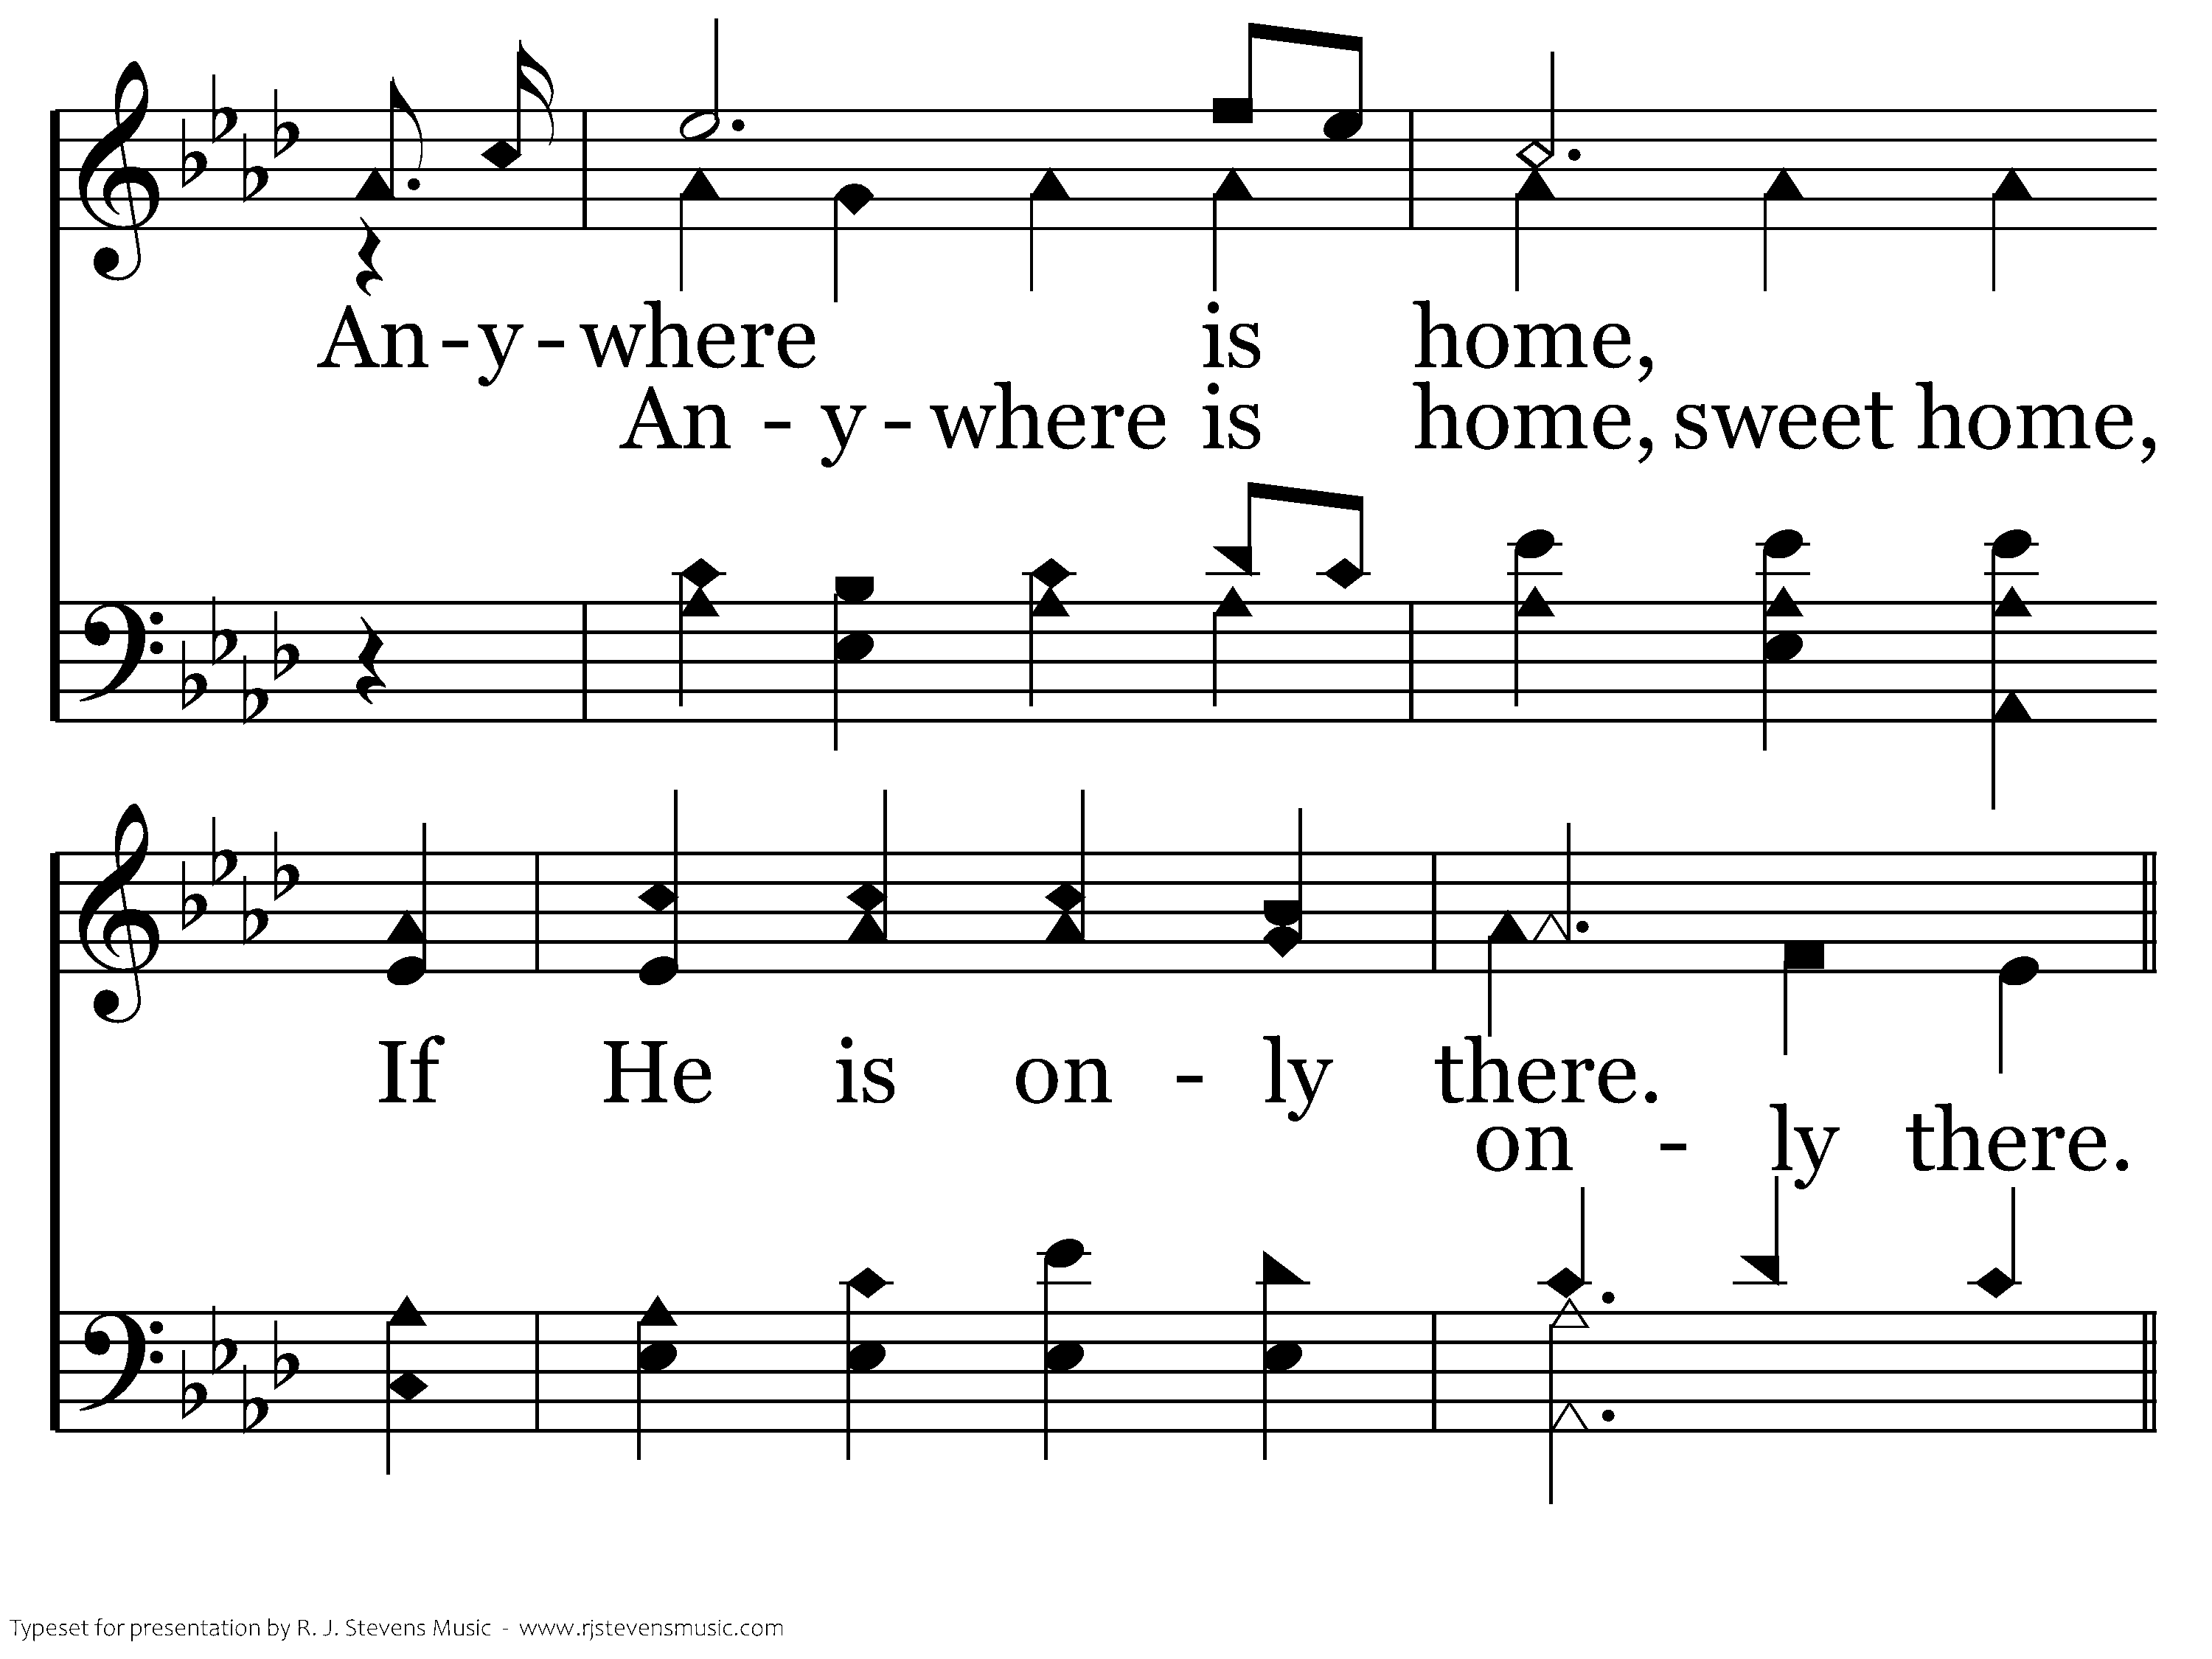 An - y - where is home,
An - y - where is home, sweet home,
If He is on - ly there.
on - ly there.
Typeset for presentation by R. J. Stevens Music - www.rjstevensmusic.com